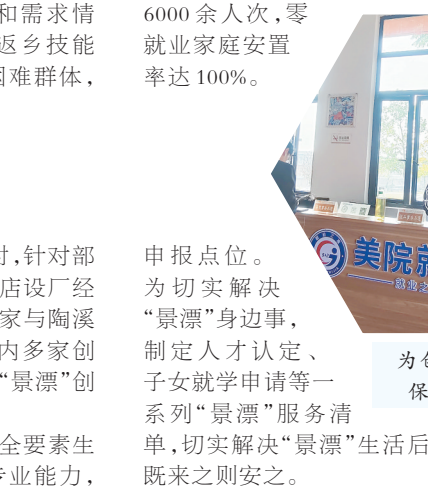 和需求情
返乡技能
困难群体,
6000余人次,零
就业家庭安置
率达100%。
时,针对部
店设厂经
家与陶溪
内多家创
“景漂”创
全要素生
专业能力,
申报点位。
为切实解决
“景漂”身边事,
制定人才认定、
子女就学申请等一
系列“景漂”服务清
单,切实解决“景漂”生活后
既来之则安之。
美院就
就业之
为创
保